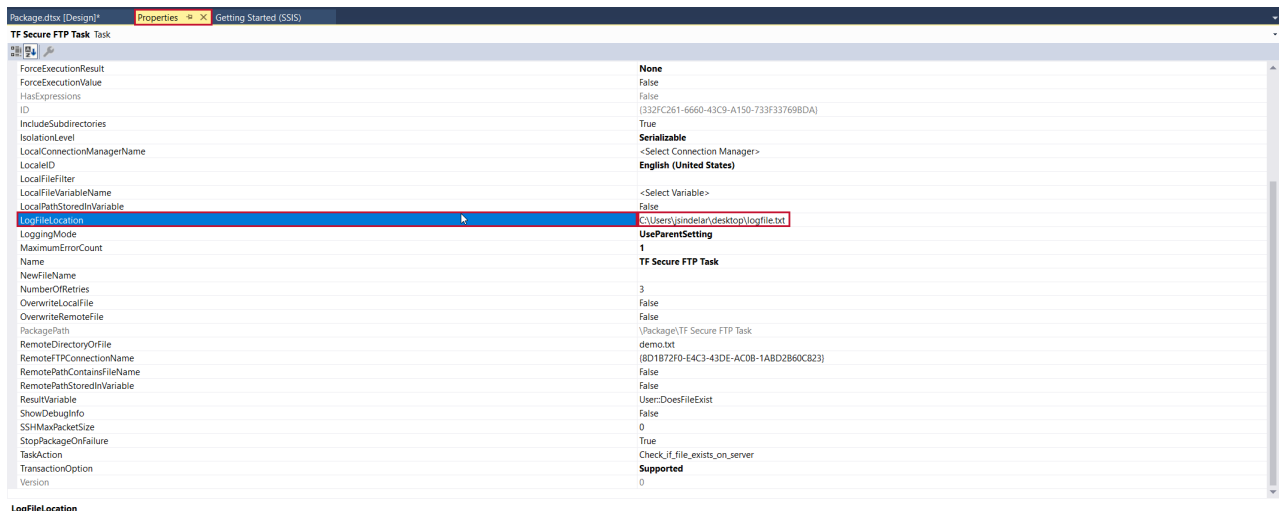 Package.dtsx [Design]* Properties Getting Started (SSIS)
TF Secure FTP Task Task
ForceExecutionResult None
ForceExecutionValue False
HasExpressions False
ID {332FC261-6660-43C9-A150-733F33769BDA}
IncludeSubdirectories True
IsolationLevel Serializable
LocalConnectionManagerName <Select Connection Manager>
LocaleID English (United States)
LocalFileFilter
LocalFileVariableName <Select Variable>
LocalPathStoredInVariable False
LogFileLocation C:\Users\jsindelar\desktop\logfile.txt
LoggingMode UseParentSetting
MaximumErrorCount 1
Name TF Secure FTP Task
NewFileName
NumberOfRetries 3
OverwriteLocalFile False
OverwriteRemoteFile False
PackagePath \Package\TF Secure FTP Task
RemoteDirectoryOrFile demo.txt
RemoteFTPConnectionName {8D1B72F0-E4C3-43DE-AC0B-1ABD2B60C823}
RemotePathContainsFileName False
RemotePathStoredInVariable False
ResultVariable User::DoesFileExist
ShowDebugInfo False
SSHMaxPacketSize 0
StopPackageOnFailure True
TaskAction Check_if_file_exists_on_server
TransactionOption Supported
Version 0
LogFileLocation